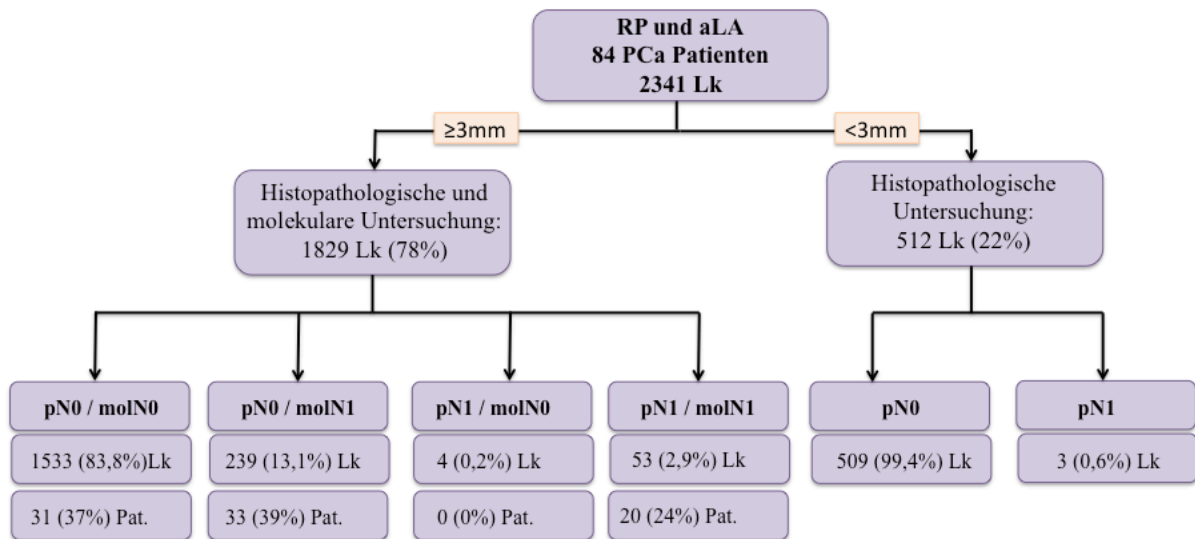 RP und aLA
84 PCa Patienten
2341 Lk
≥3mm
<3mm
Histopathologische und
molekulare Untersuchung:
1829 Lk (78%)
Histopathologische
Untersuchung:
512 Lk (22%)
pN0 / molN0
pN0 / molN1
pN1 / molN0
pN1 / molN1
pN0
pN1
1533 (83,8%)Lk
239 (13,1%) Lk
4 (0,2%) Lk
53 (2,9%) Lk
509 (99,4%) Lk
3 (0,6%) Lk
31 (37%) Pat.
33 (39%) Pat.
0 (0%) Pat.
20 (24%) Pat.